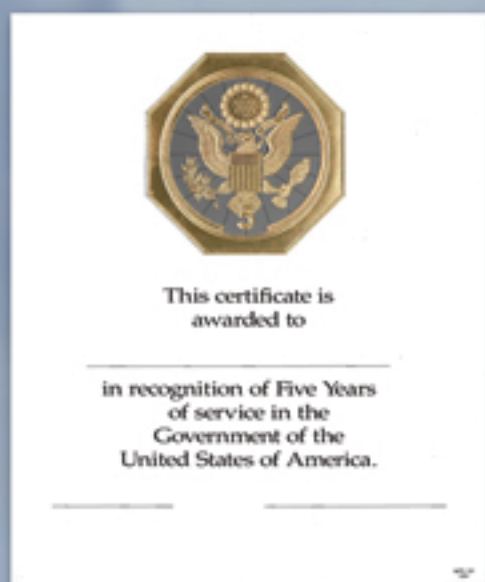 This certificate is
awarded to
in recognition of Five Years
of service in the
Government of the
United States of America.